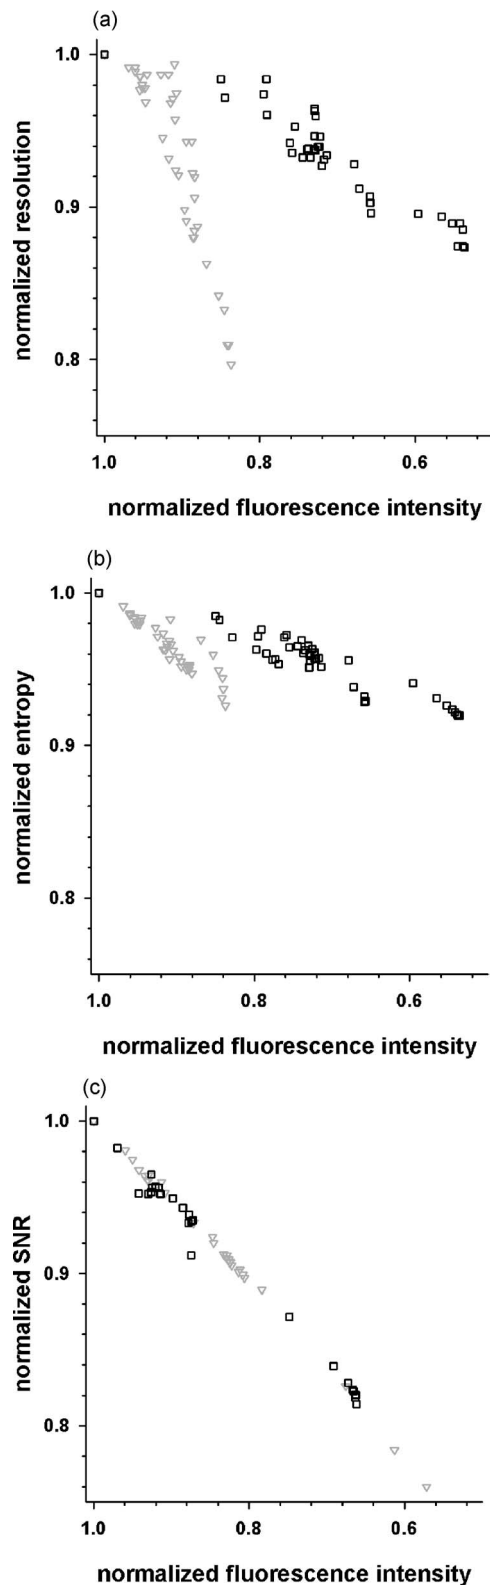 (a)
1.0
0.9
0.8
normalized resolution
1.0 0.8 0.6
normalized fluorescence intensity
(b)
1.0
0.9
0.8
normalized entropy
1.0 0.8 0.6
normalized fluorescence intensity
(c)
1.0
0.9
0.8
normalized SNR
1.0 0.8 0.6
normalized fluorescence intensity